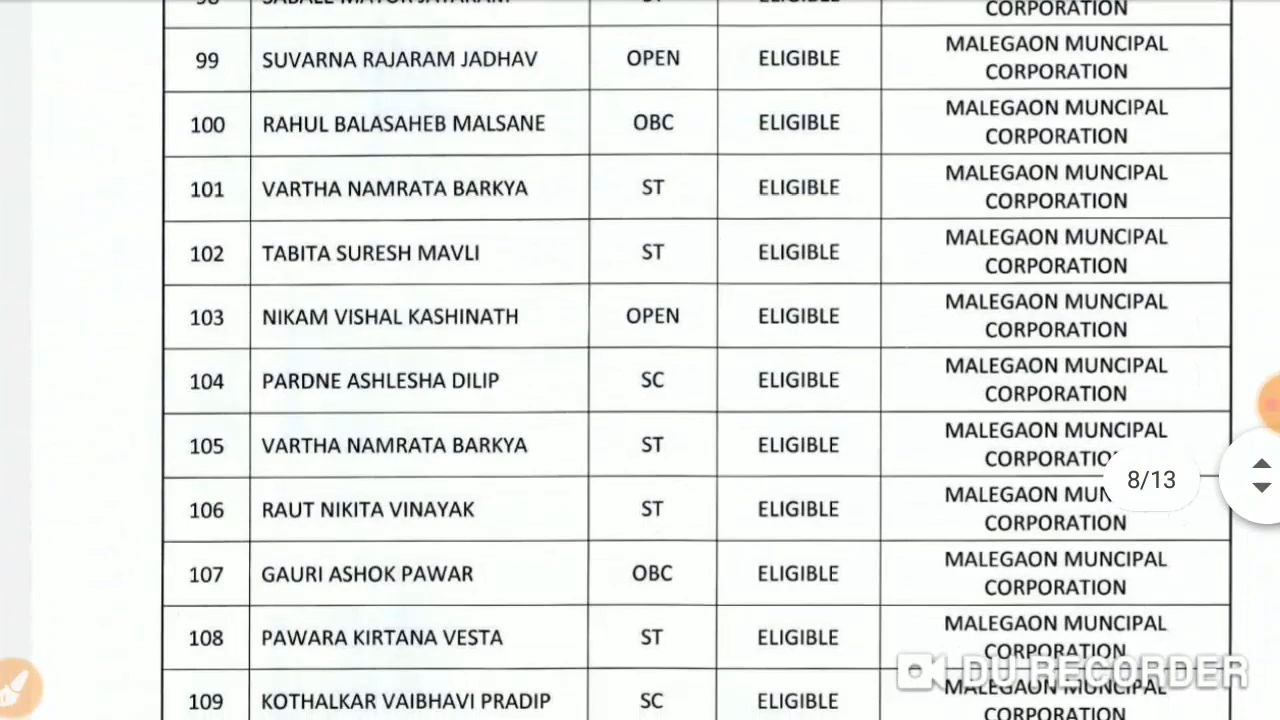 CORPORATION
99 SUVARNA RAJARAM JADHAV OPEN ELIGIBLE MALEGAON MUNCIPAL
CORPORATION
100 RAHUL BALASAHEB MALSANE OBC ELIGIBLE MALEGAON MUNCIPAL
CORPORATION
101 VARTHA NAMRATA BARKYA ST ELIGIBLE MALEGAON MUNCIPAL
CORPORATION
102 TABITA SURESH MAVLI ST ELIGIBLE MALEGAON MUNCIPAL
CORPORATION
103 NIKAM VISHAL KASHINATH OPEN ELIGIBLE MALEGAON MUNCIPAL
CORPORATION
104 PARDNE ASHLESHA DILIP SC ELIGIBLE MALEGAON MUNCIPAL
CORPORATION
105 VARTHA NAMRATA BARKYA ST ELIGIBLE MALEGAON MUNCIPAL
CORPORATION
8/13
106 RAUT NIKITA VINAYAK ST ELIGIBLE MALEGAON MUN
CORPORATION
107 GAURI ASHOK PAWAR OBC ELIGIBLE MALEGAON MUNCIPAL
CORPORATION
108 PAWARA KIRTANA VESTA ST ELIGIBLE MALEGAON MUNCIPAL
CORPORATION
DU RECORDER
109 KOTHALKAR VAIBHAVI PRADIP SC ELIGIBLE MALEGAON MUNCIPAL
CORPORATION